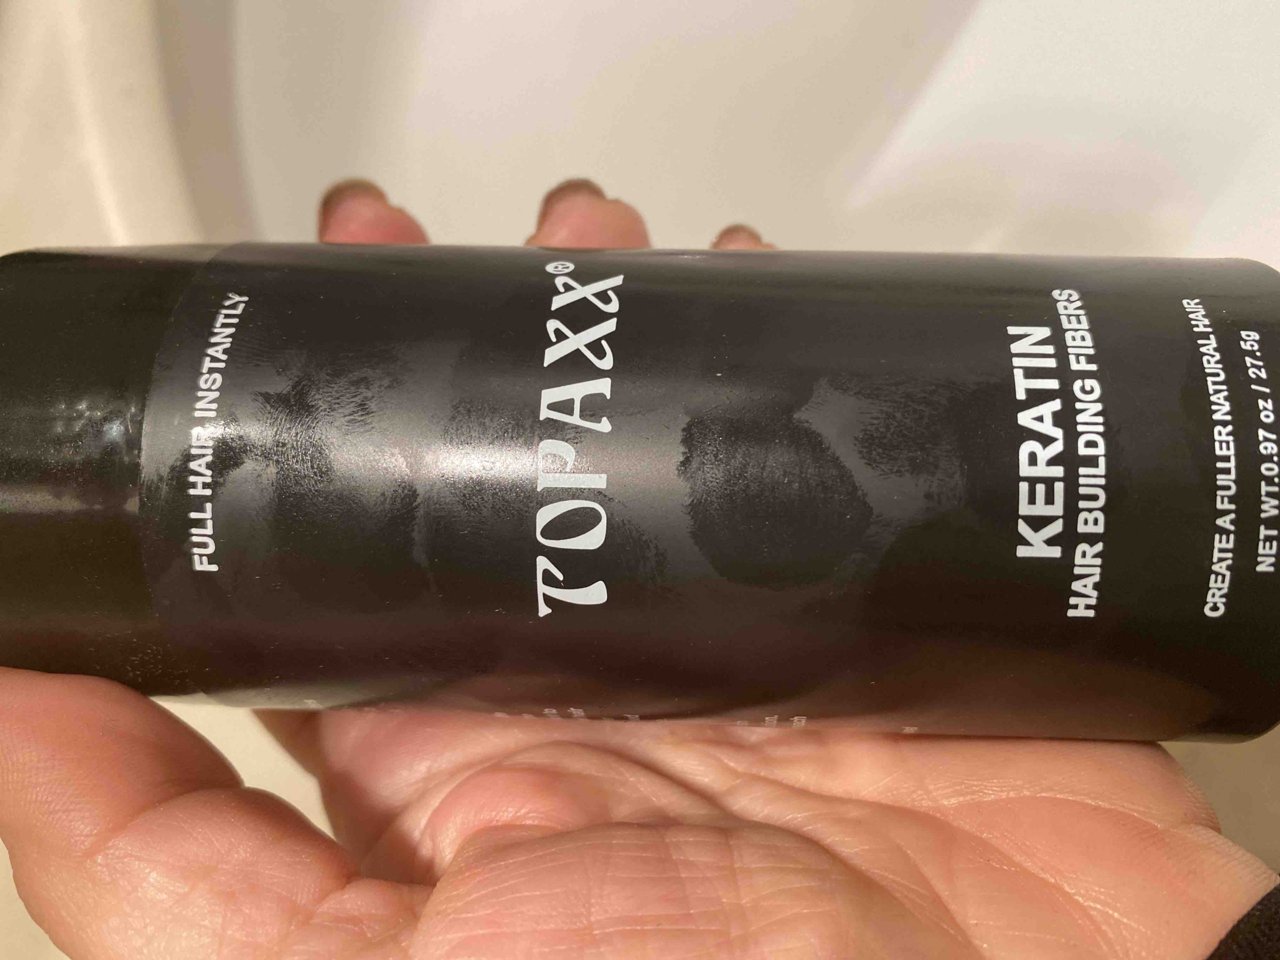 FULL HAIR INSTANTLY
TOPAXX®
KERATIN
HAIR BUILDING FIBERS
CREATE A FULLER NATURAL HAIR
NET WT.0.97 oz / 27.5g